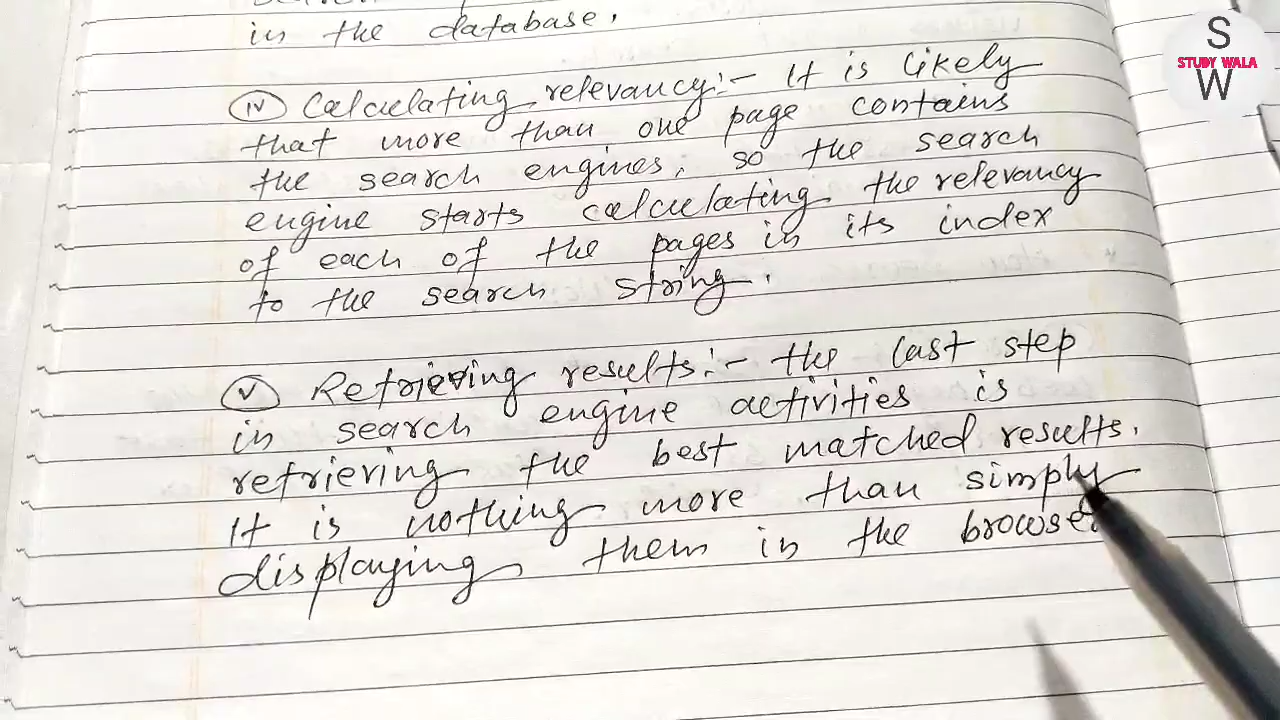 in the database.
(iv) Calculating relevancy:- It is likely
that more than one page contains
the search engines, so the search
engine starts calculating the relevancy
of each of the pages in its index
to the search string.
(v) Retrieving results:- the last step
in search engine activities is
retrieving the best matched results.
It is nothing more than simply
displaying them in the browser
S
STUDY WALA
W